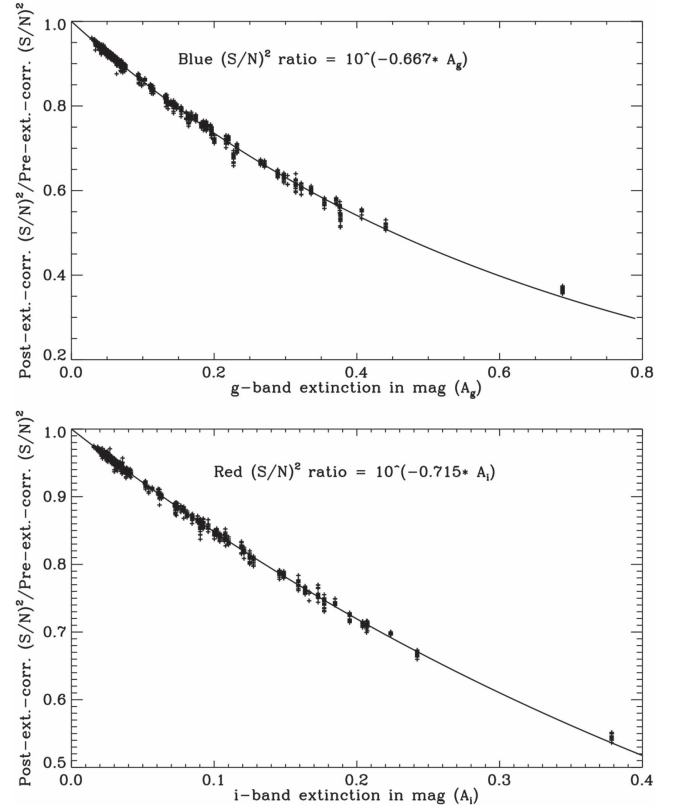 Post-ext.-corr. (S/N)²/Pre-ext.-corr. (S/N)²
1.0
0.8
0.6
0.4
0.2
Blue (S/N)² ratio = 10^(-0.667* A_g)
0.0 0.2 0.4 0.6 0.8
g-band extinction in mag (A_g)
Post-ext.-corr. (S/N)²/Pre-ext.-corr. (S/N)²
1.0
0.9
0.8
0.7
0.6
0.5
Red (S/N)² ratio = 10^(-0.715* A_i)
0.0 0.1 0.2 0.3 0.4
i-band extinction in mag (A_i)